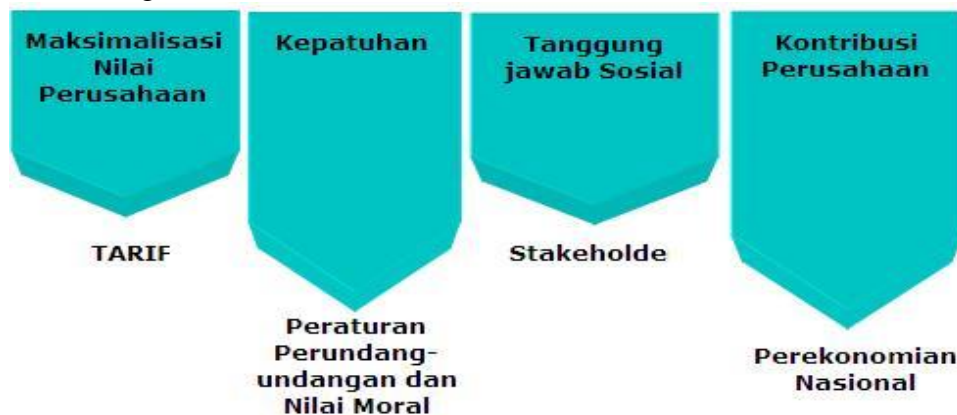 Maksimalisasi
Nilai
Perusahaan
Kepatuhan
Tanggung
jawab Sosial
Kontribusi
Perusahaan
TARIF
Peraturan
Perundang-
undangan dan
Nilai Moral
Stakeholde
Perekonomian
Nasional